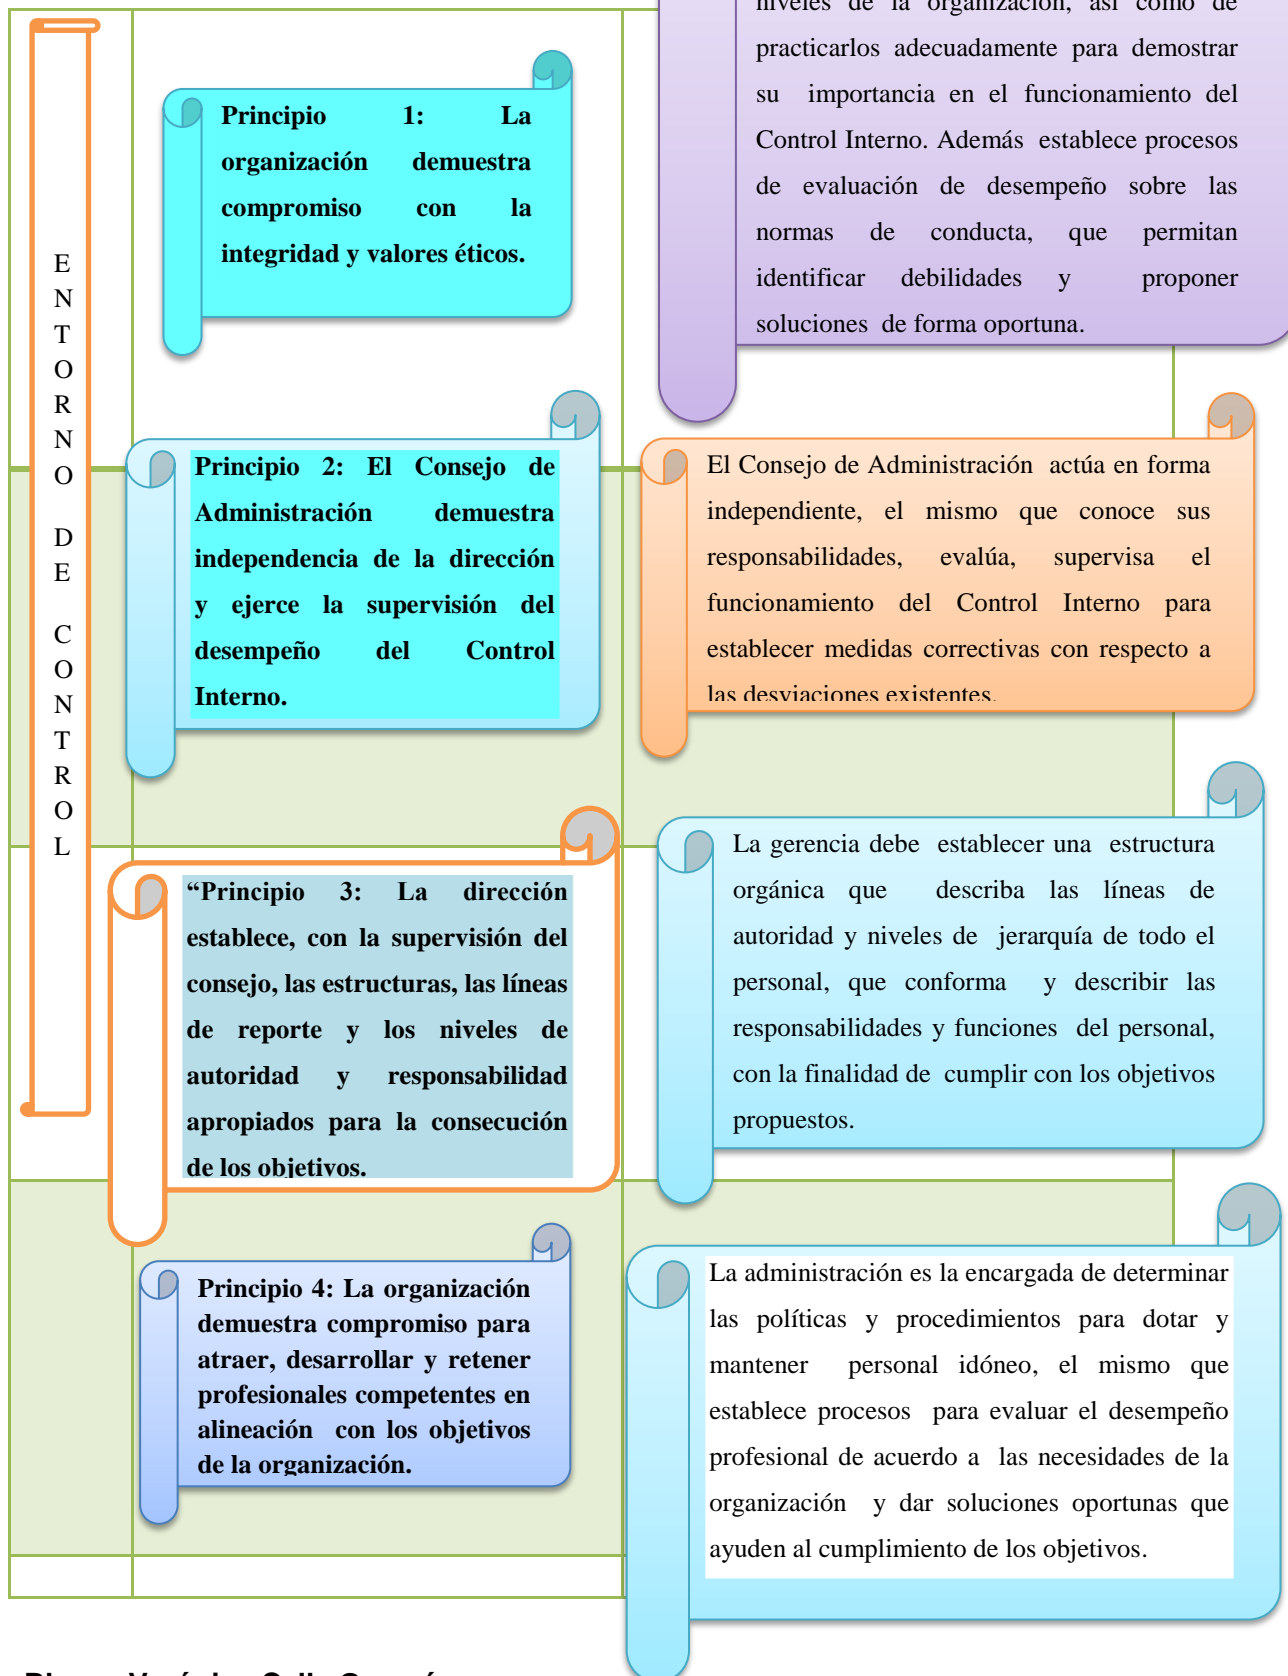 E
N
T
O
R
N
O
D
E
C
O
N
T
R
O
L
Principio 1: La
organización demuestra
compromiso con la
integridad y valores éticos.
niveles de la organización, así como de
practicarlos adecuadamente para demostrar
su importancia en el funcionamiento del
Control Interno. Además establece procesos
de evaluación de desempeño sobre las
normas de conducta, que permitan
identificar debilidades y proponer
soluciones de forma oportuna.
Principio 2: El Consejo de
Administración demuestra
independencia de la dirección
y ejerce la supervisión del
desempeño del Control
Interno.
El Consejo de Administración actúa en forma
independiente, el mismo que conoce sus
responsabilidades, evalúa, supervisa el
funcionamiento del Control Interno para
establecer medidas correctivas con respecto a
las desviaciones existentes.
“Principio 3: La dirección
establece, con la supervisión del
consejo, las estructuras, las líneas
de reporte y los niveles de
autoridad y responsabilidad
apropiados para la consecución
de los objetivos.
La gerencia debe establecer una estructura
orgánica que describa las líneas de
autoridad y niveles de jerarquía de todo el
personal, que conforma y describir las
responsabilidades y funciones del personal,
con la finalidad de cumplir con los objetivos
propuestos.
Principio 4: La organización
demuestra compromiso para
atraer, desarrollar y retener
profesionales competentes en
alineación con los objetivos
de la organización.
La administración es la encargada de determinar
las políticas y procedimientos para dotar y
mantener personal idóneo, el mismo que
establece procesos para evaluar el desempeño
profesional de acuerdo a las necesidades de la
organización y dar soluciones oportunas que
ayuden al cumplimiento de los objetivos.
Verónica